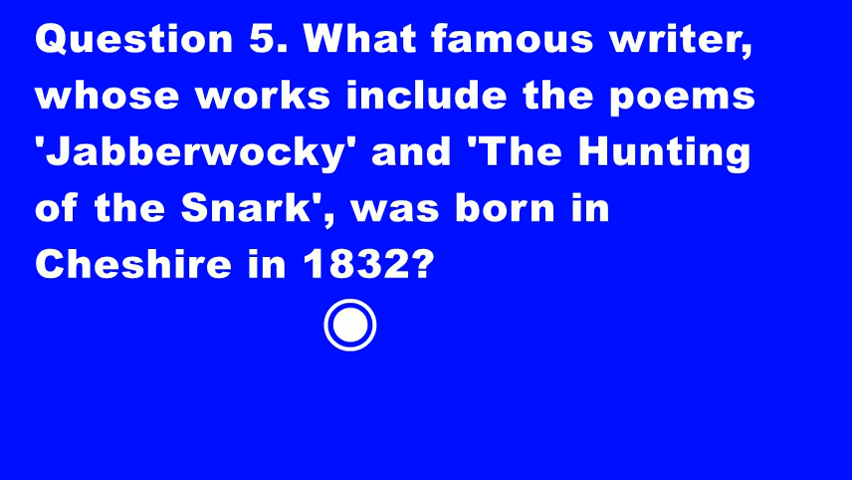 Question 5. What famous writer,
whose works include the poems
'Jabberwocky' and 'The Hunting
of the Snark', was born in
Cheshire in 1832?